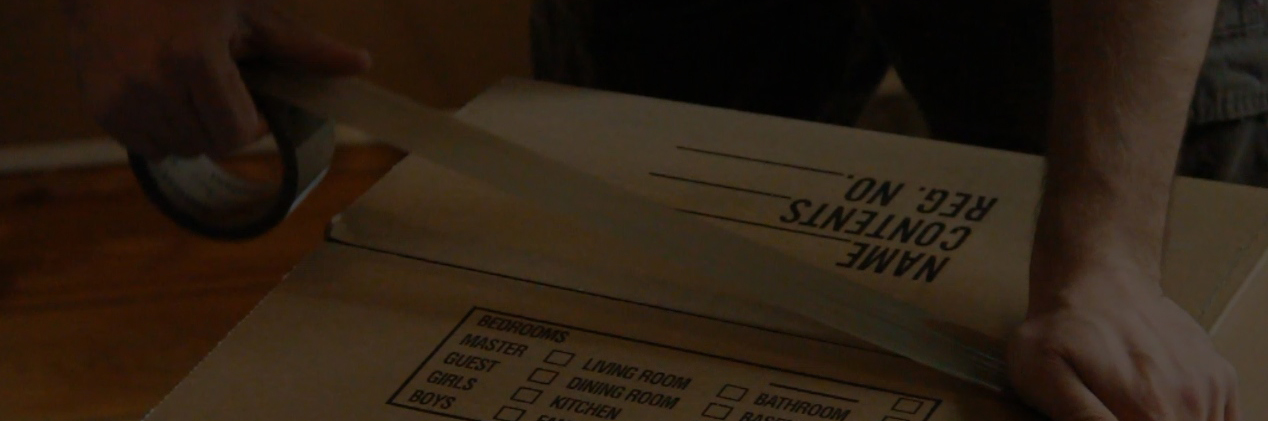 NAME
CONTENTS
REG. NO.
BEDROOMS
MASTER LIVING ROOM BATHROOM
GUEST DINING ROOM
GIRLS KITCHEN
BOYS